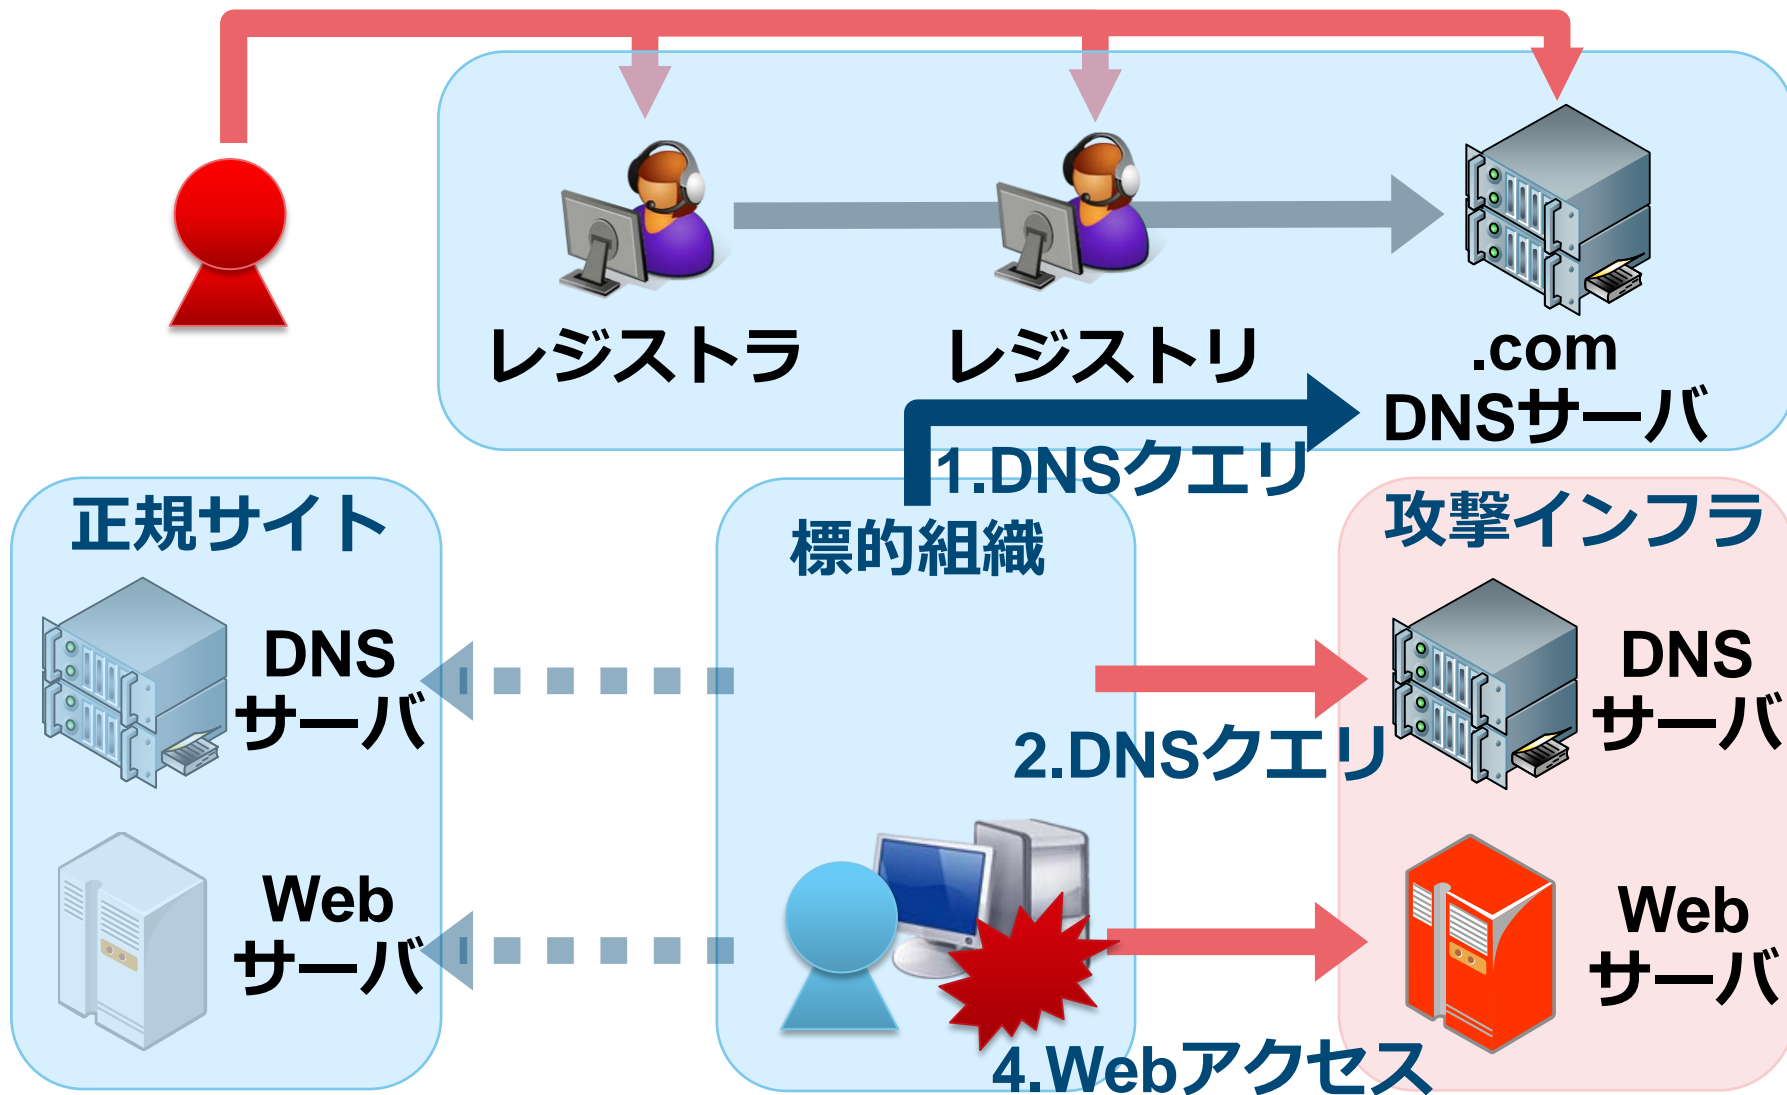 レジストラ
レジストリ
.com
DNSサーバ
1.DNSクエリ
正規サイト
標的組織
攻撃インフラ
DNS
サーバ
DNS
サーバ
2.DNSクエリ
Web
サーバ
Web
サーバ
4.Webアクセス